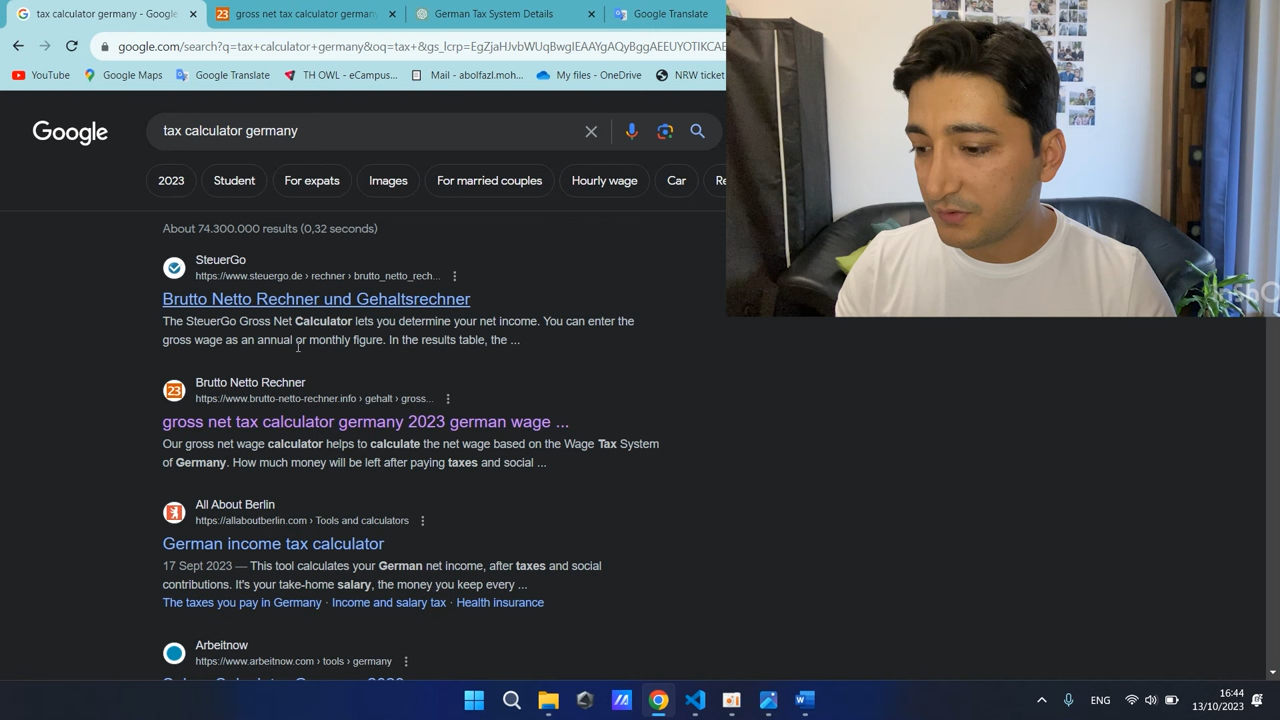 tax calculator germany - Google
gross net tax calculator german
German Tax System Details
Google Translate
google.com/search?q=tax+calculator+germany&oq=tax+&gs_lcrp=EgZjaHJvbWUqBwgIEAAYgAQyBggAEEUYOTIKCAE
YouTube
Google Maps
Google Translate
TH OWL - eCampus...
Mail - abolfazl.moh...
My files - OneDrive
NRW ticket
Google
tax calculator germany
2023
Student
For expats
Images
For married couples
Hourly wage
Car
Re
About 74.300.000 results (0,32 seconds)
SteuerGo
https://www.steuergo.de › rechner › brutto_netto_rech...
Brutto Netto Rechner und Gehaltsrechner
The SteuerGo Gross Net Calculator lets you determine your net income. You can enter the
gross wage as an annual or monthly figure. In the results table, the ...
23
Brutto Netto Rechner
https://www.brutto-netto-rechner.info › gehalt › gross...
gross net tax calculator germany 2023 german wage ...
Our gross net wage calculator helps to calculate the net wage based on the Wage Tax System
of Germany. How much money will be left after paying taxes and social ...
All About Berlin
https://allaboutberlin.com › Tools and calculators
German income tax calculator
17 Sept 2023 — This tool calculates your German net income, after taxes and social
contributions. It's your take-home salary, the money you keep every ...
The taxes you pay in Germany · Income and salary tax · Health insurance
Arbeitnow
https://www.arbeitnow.com › tools › germany
ENG
16:44
13/10/2023